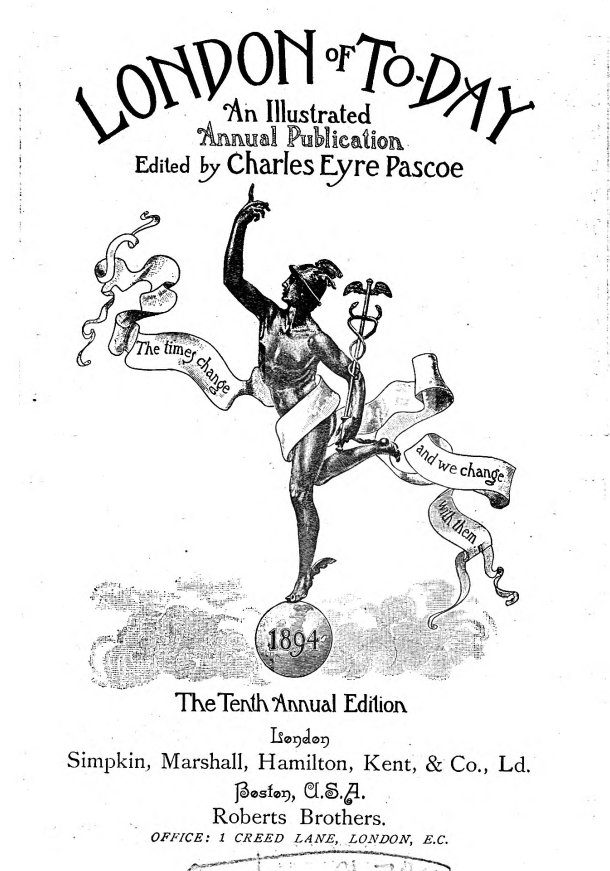 LONDON OF TO-DAY
An Illustrated
Annual Publication
Edited by Charles Eyre Pascoe
The times change
and we change
with them
1894
The Tenth Annual Edition
London
Simpkin, Marshall, Hamilton, Kent, & Co., Ld.
Boston, U.S.A.
Roberts Brothers.
OFFICE: 1 CREED LANE, LONDON, E.C.